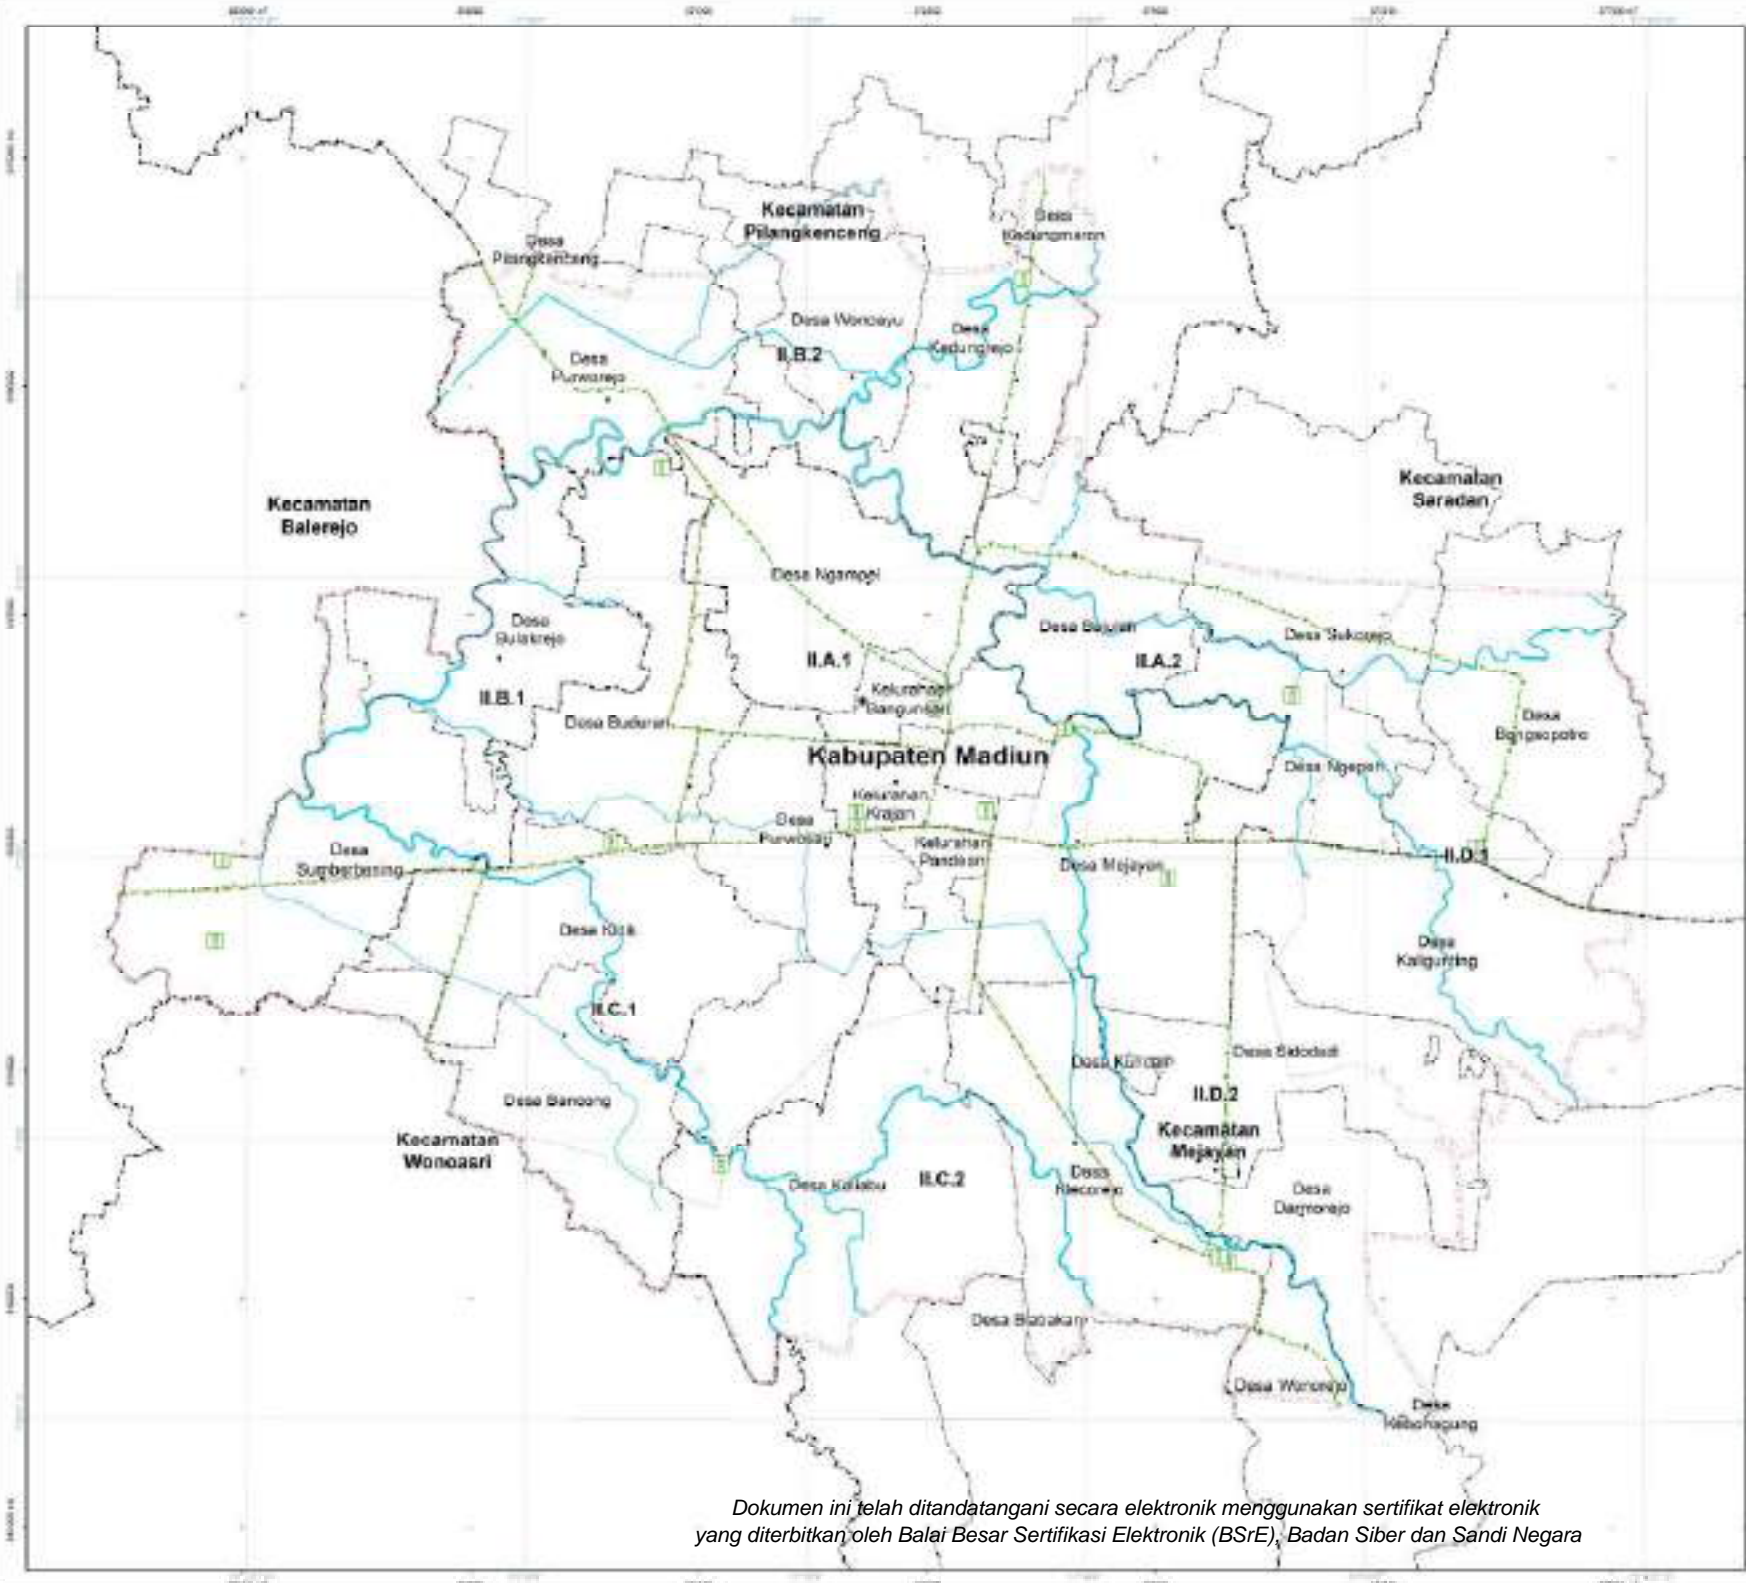 Kecamatan
Pilangkenceng
Desa
Kedungmaron
Desa
Pilangkenceng
Desa Wonoayu
Desa
Kedungrejo
II.B.2
Desa
Purworejo
Kecamatan
Saradan
Kecamatan
Balerejo
Desa Ngampel
Desa
Bulakrejo
Desa Bajulan
Desa Sukorejo
II.A.1
II.A.2
Kelurahan
Bangunsari
II.B.1
Desa Buduran
Desa
Bongsopotro
Kabupaten Madiun
Desa Ngepeh
Kelurahan
Krajan
Desa
Purwosari
Kelurahan
Pandean
Desa
Sumberbening
Desa Mejayan
II.D.1
Desa Klitik
Desa
Kaligunting
II.C.1
Desa Sidodadi
Desa Kuncen
II.D.2
Desa Bancong
Kecamatan
Mejayan
Kecamatan
Wonoasri
Desa Kaliabu
II.C.2
Desa
Klecorejo
Desa
Darmorejo
Desa Blabakan
Desa Wonorejo
Desa
Kebonagung
Dokumen ini telah ditandatangani secara elektronik menggunakan sertifikat elektronik
yang diterbitkan oleh Balai Besar Sertifikasi Elektronik (BSrE), Badan Siber dan Sandi Negara